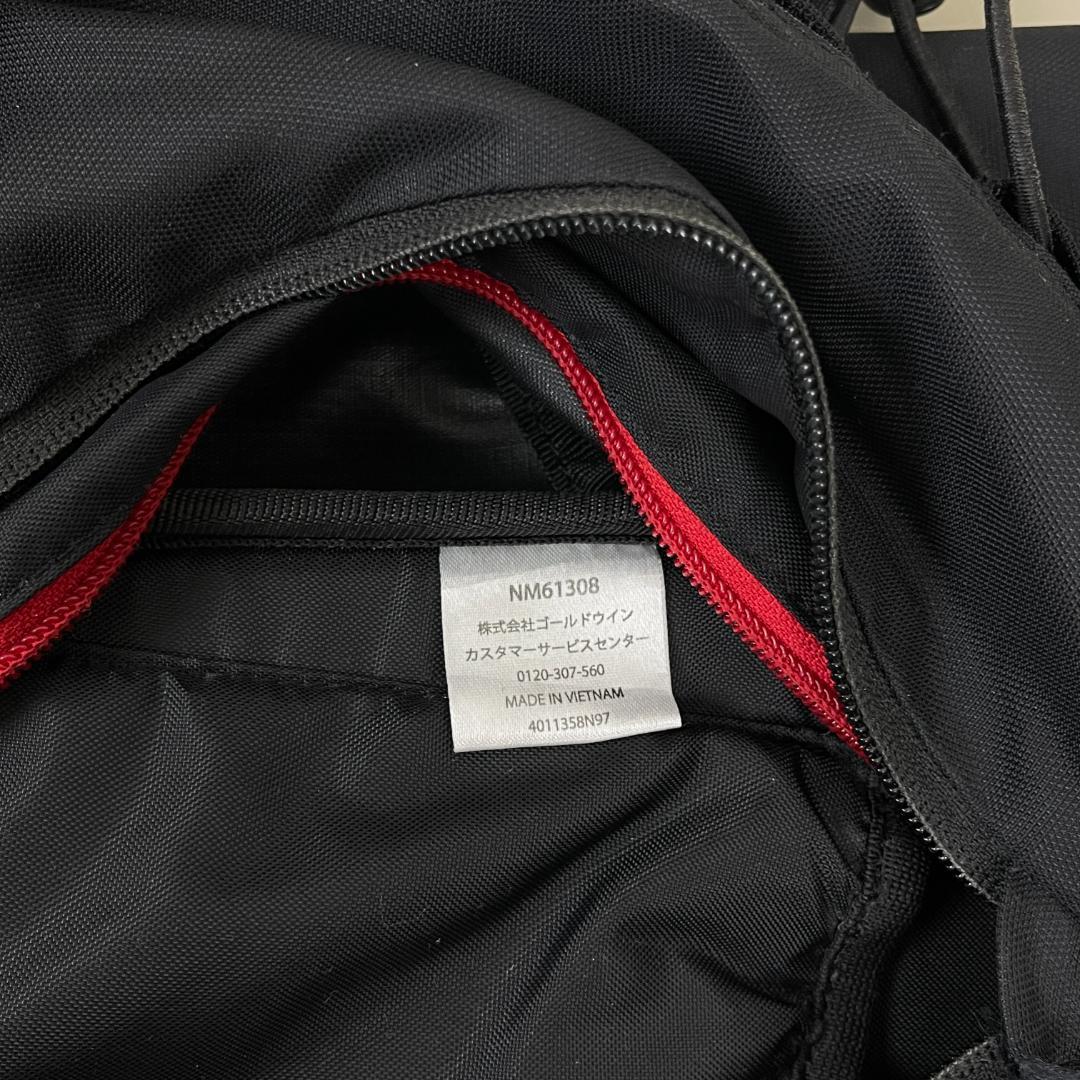 NM61308
株式会社ゴールドウイン
カスタマーサービスセンター
0120-307-560
MADE IN VIETNAM
4011358N97